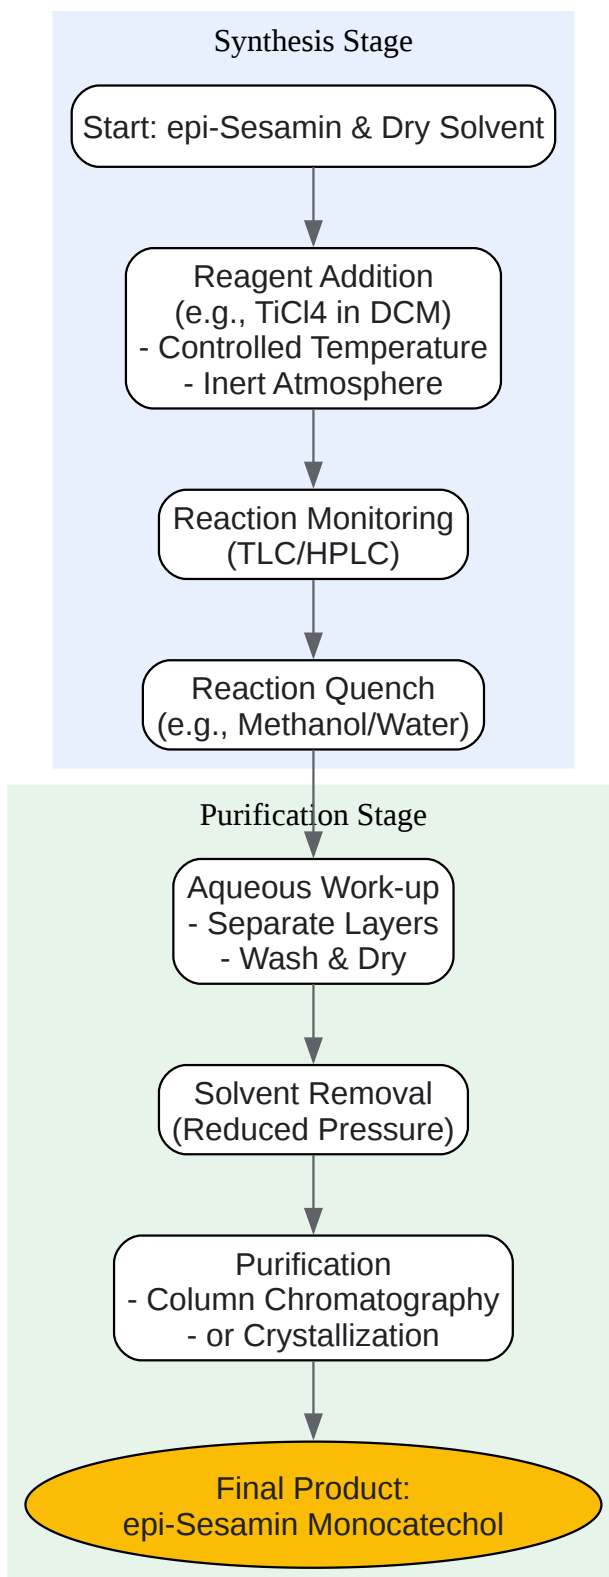 Synthesis Stage
Start: epi-Sesamin & Dry Solvent
Reagent Addition
(e.g., TiCl4 in DCM)
- Controlled Temperature
- Inert Atmosphere
Reaction Monitoring
(TLC/HPLC)
Reaction Quench
(e.g., Methanol/Water)
Purification Stage
Aqueous Work-up
- Separate Layers
- Wash & Dry
Solvent Removal
(Reduced Pressure)
Purification
- Column Chromatography
- or Crystallization
Final Product:
epi-Sesamin Monocatechol